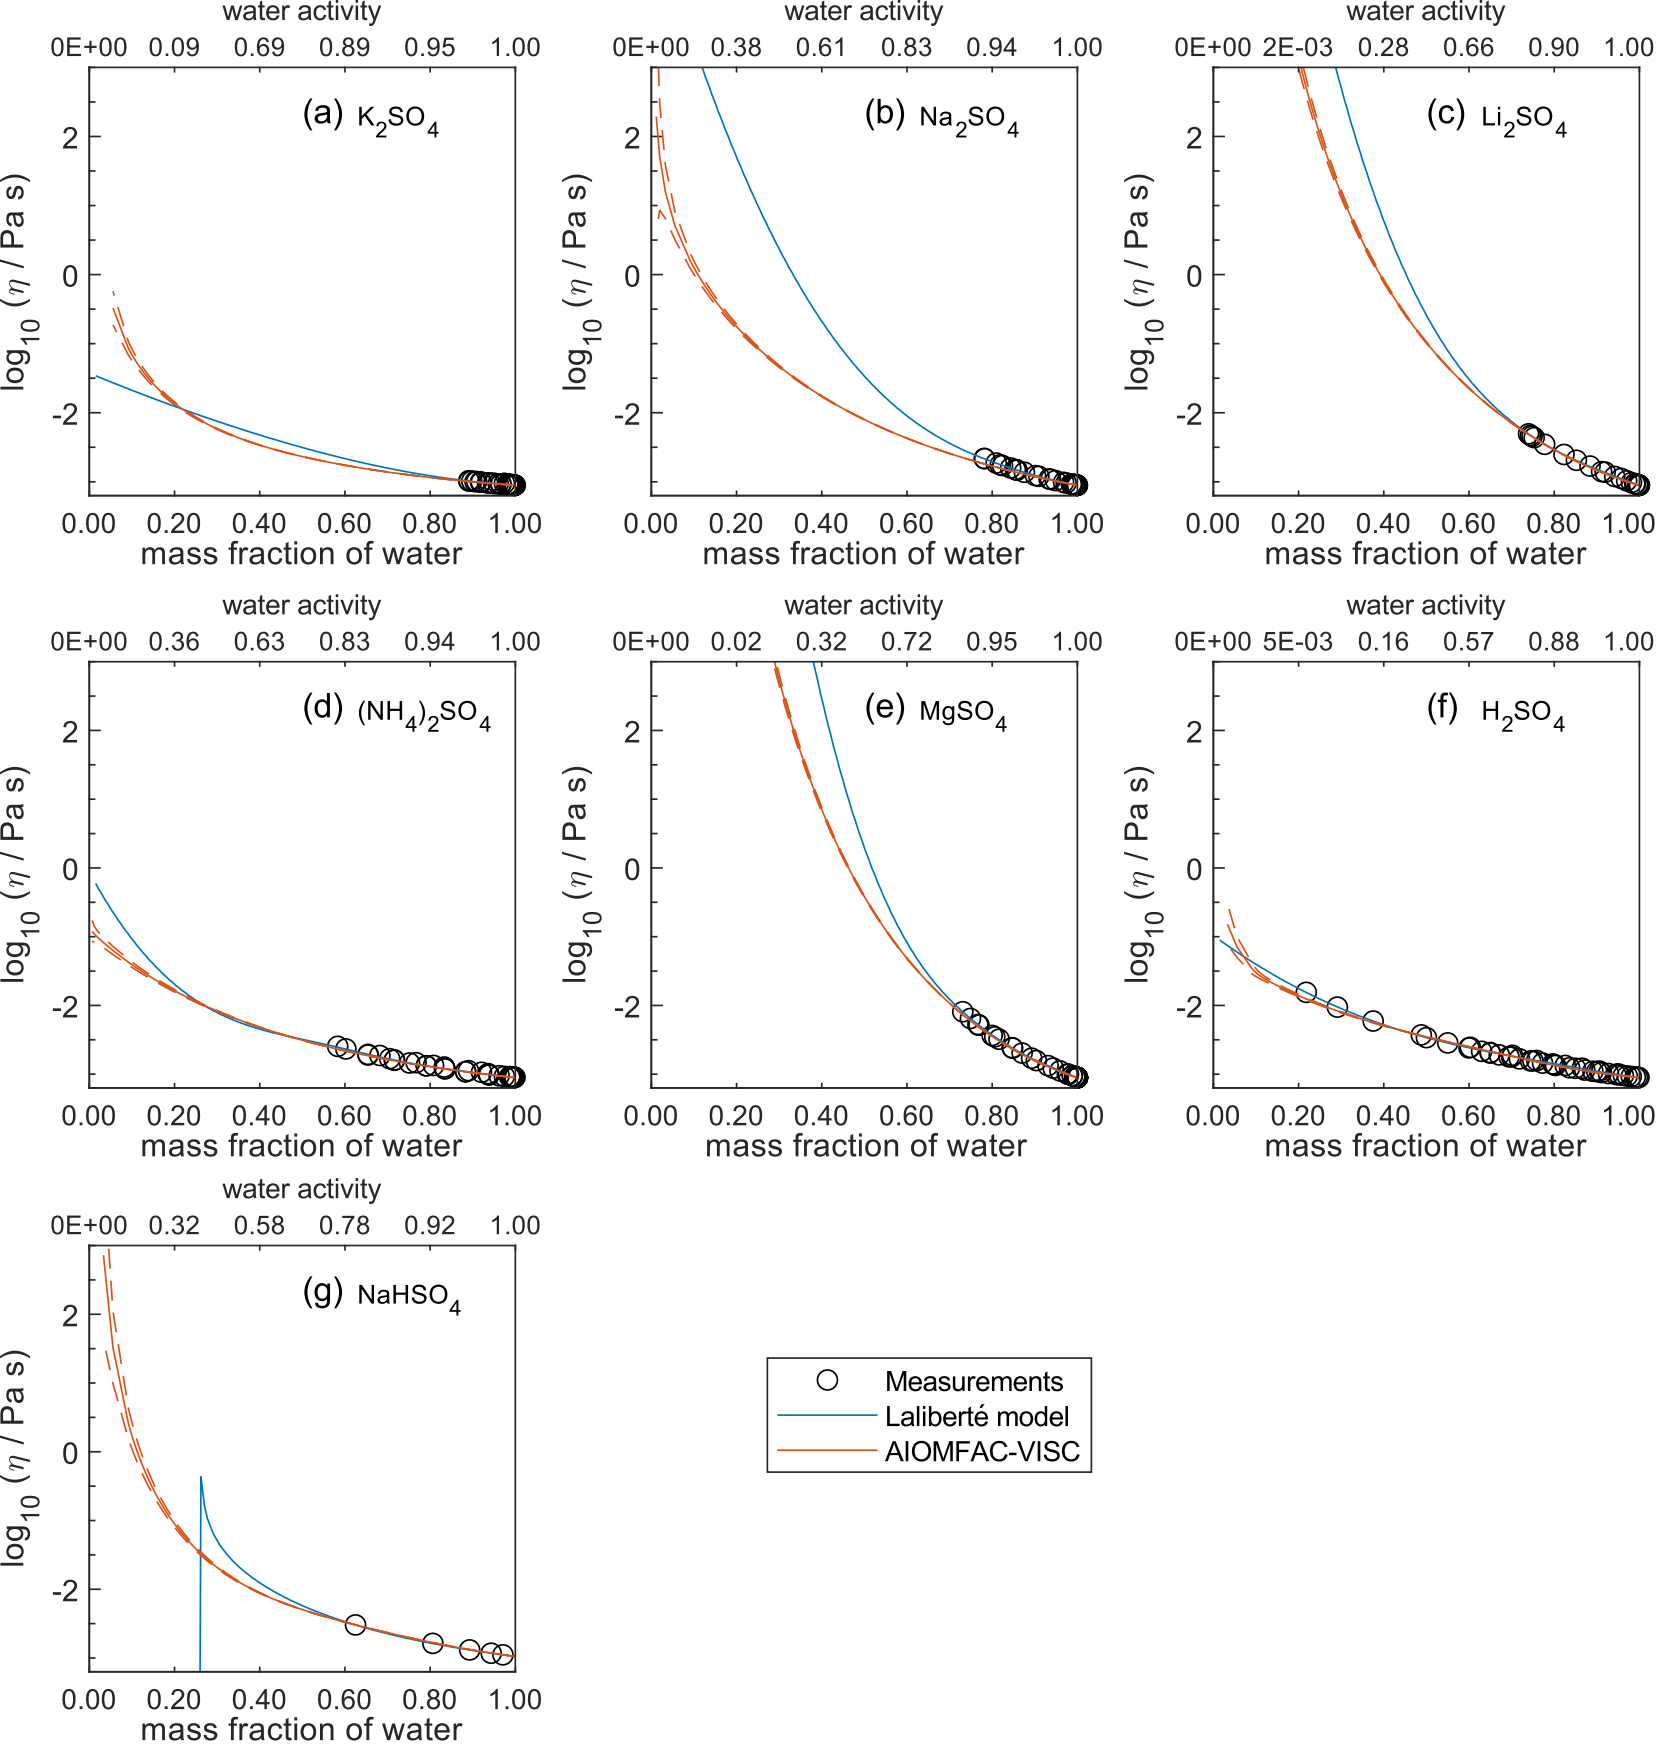 water activity
0E+00 0.09 0.69 0.89 0.95 1.00
(a) K2SO4
2
0
-2
log10 (η / Pa s)
0.00 0.20 0.40 0.60 0.80 1.00
mass fraction of water
water activity
0E+00 0.38 0.61 0.83 0.94 1.00
(b) Na2SO4
2
0
-2
log10 (η / Pa s)
0.00 0.20 0.40 0.60 0.80 1.00
mass fraction of water
water activity
0E+00 2E-03 0.28 0.66 0.90 1.00
(c) Li2SO4
2
0
-2
log10 (η / Pa s)
0.00 0.20 0.40 0.60 0.80 1.00
mass fraction of water
water activity
0E+00 0.36 0.63 0.83 0.94 1.00
(d) (NH4)2SO4
2
0
-2
log10 (η / Pa s)
0.00 0.20 0.40 0.60 0.80 1.00
mass fraction of water
water activity
0E+00 0.02 0.32 0.72 0.95 1.00
(e) MgSO4
2
0
-2
log10 (η / Pa s)
0.00 0.20 0.40 0.60 0.80 1.00
mass fraction of water
water activity
0E+00 5E-03 0.16 0.57 0.88 1.00
(f) H2SO4
2
0
-2
log10 (η / Pa s)
0.00 0.20 0.40 0.60 0.80 1.00
mass fraction of water
water activity
0E+00 0.32 0.58 0.78 0.92 1.00
(g) NaHSO4
2
0
-2
log10 (η / Pa s)
0.00 0.20 0.40 0.60 0.80 1.00
mass fraction of water
Measurements
Laliberté model
AIOMFAC-VISC